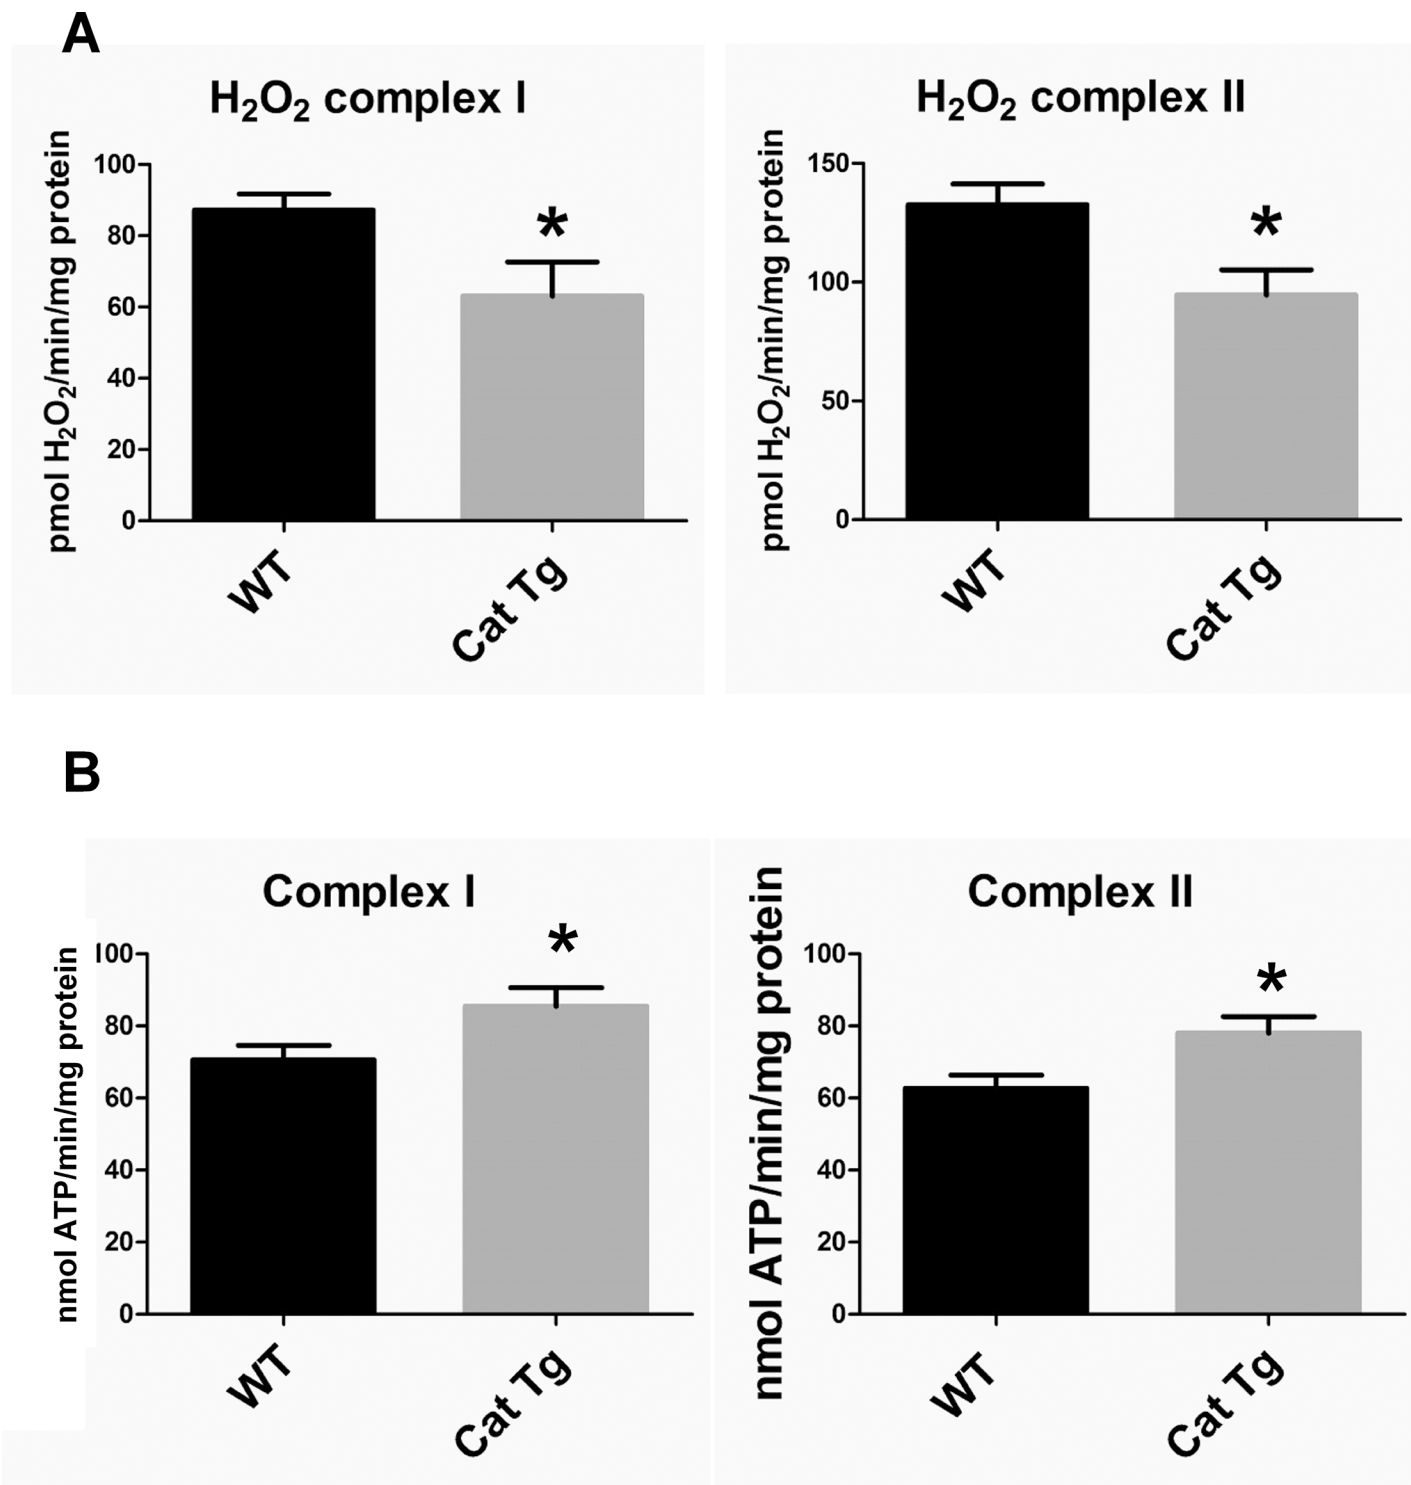 A
H₂O₂ complex I
pmol H₂O₂/min/mg protein
100
80
60
40
20
0
*
WT
Cat Tg
H₂O₂ complex II
pmol H₂O₂/min/mg protein
150
100
50
0
*
WT
Cat Tg
B
Complex I
nmol ATP/min/mg protein
100
80
60
40
20
0
*
WT
Cat Tg
Complex II
nmol ATP/min/mg protein
100
80
60
40
20
0
*
WT
Cat Tg